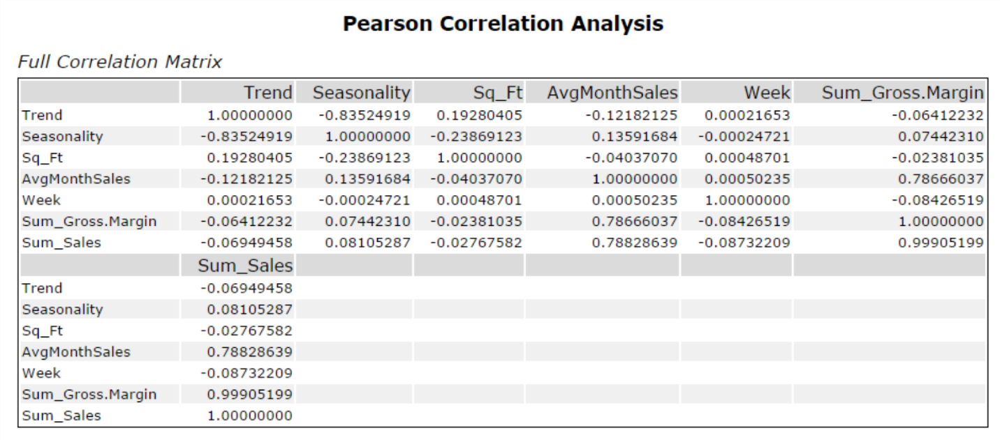 Pearson Correlation Analysis
Full Correlation Matrix
Trend Seasonality Sq_Ft AvgMonthSales Week Sum_Gross.Margin
Trend 1.00000000 -0.83524919 0.19280405 -0.12182125 0.00021653 -0.06412232
Seasonality -0.83524919 1.00000000 -0.23869123 0.13591684 -0.00024721 0.07442310
Sq_Ft 0.19280405 -0.23869123 1.00000000 -0.04037070 0.00048701 -0.02381035
AvgMonthSales -0.12182125 0.13591684 -0.04037070 1.00000000 0.00050235 0.78666037
Week 0.00021653 -0.00024721 0.00048701 0.00050235 1.00000000 -0.08426519
Sum_Gross.Margin -0.06412232 0.07442310 -0.02381035 0.78666037 -0.08426519 1.00000000
Sum_Sales -0.06949458 0.08105287 -0.02767582 0.78828639 -0.08732209 0.99905199
Sum_Sales
Trend -0.06949458
Seasonality 0.08105287
Sq_Ft -0.02767582
AvgMonthSales 0.78828639
Week -0.08732209
Sum_Gross.Margin 0.99905199
Sum_Sales 1.00000000